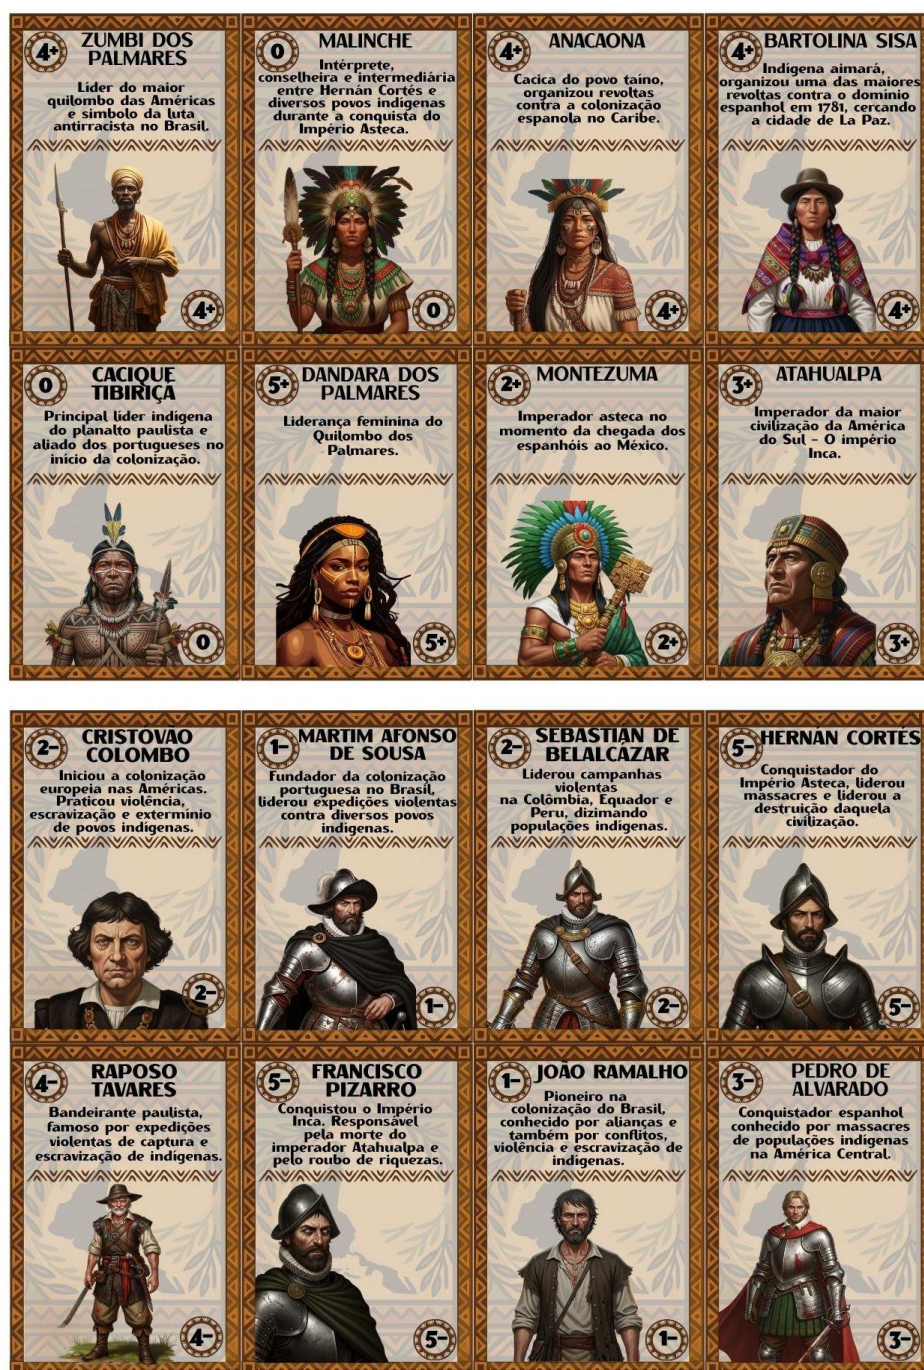 4+
ZUMBI DOS
PALMARES
Líder do maior
quilombo das Américas
e símbolo da luta
antirracista no Brasil.
4+
0
MALINCHE
Intérprete,
conselheira e intermediária
entre Hernán Cortés e
diversos povos indígenas
durante a conquista do
Império Asteca.
0
4+
ANACAONA
Cacica do povo taíno,
organizou revoltas
contra a colonização
espanola no Caribe.
4+
4+
BARTOLINA SISA
Indígena aimará,
organizou uma das maiores
revoltas contra o domínio
espanhol em 1781, cercando
a cidade de La Paz.
4+
0
CACIQUE
TIBIRIÇA
Principal líder indígena
do planalto paulista e
aliado dos portugueses no
início da colonização.
0
5+
DANDARA DOS
PALMARES
Liderança feminina do
Quilombo dos
Palmares.
5+
2+
MONTEZUMA
Imperador asteca no
momento da chegada dos
espanhóis ao México.
2+
3+
ATAHUALPA
Imperador da maior
civilização da América
do Sul - O império
Inca.
3+
2-
CRISTÓVÃO
COLOMBO
Iniciou a colonização
europeia nas Américas.
Praticou violência,
escravização e extermínio
de povos indígenas.
2-
1-
MARTIM AFONSO
DE SOUSA
Fundador da colonização
portuguesa no Brasil,
liderou expedições violentas
contra diversos povos
indígenas.
1-
2-
SEBASTIÁN DE
BELALCÁZAR
Liderou campanhas
violentas
na Colômbia, Equador e
Peru, dizimando
populações indígenas.
2-
5-
HERNÁN CORTÉS
Conquistador do
Império Asteca, liderou
massacres e liderou a
destruição daquela
civilização.
5-
4-
RAPOSO
TAVARES
Bandeirante paulista,
famoso por expedições
violentas de captura e
escravização de indígenas.
4-
5-
FRANCISCO
PIZARRO
Conquistou o Império
Inca. Responsável
pela morte do
imperador Atahualpa e
pelo roubo de riquezas.
5-
1-
JOÃO RAMALHO
Pioneiro na
colonização do Brasil,
conhecido por alianças e
também por conflitos,
violência e escravização de
indígenas.
1-
3-
PEDRO DE
ALVARADO
Conquistador espanhol
conhecido por massacres
de populações indígenas
na América Central.
3-